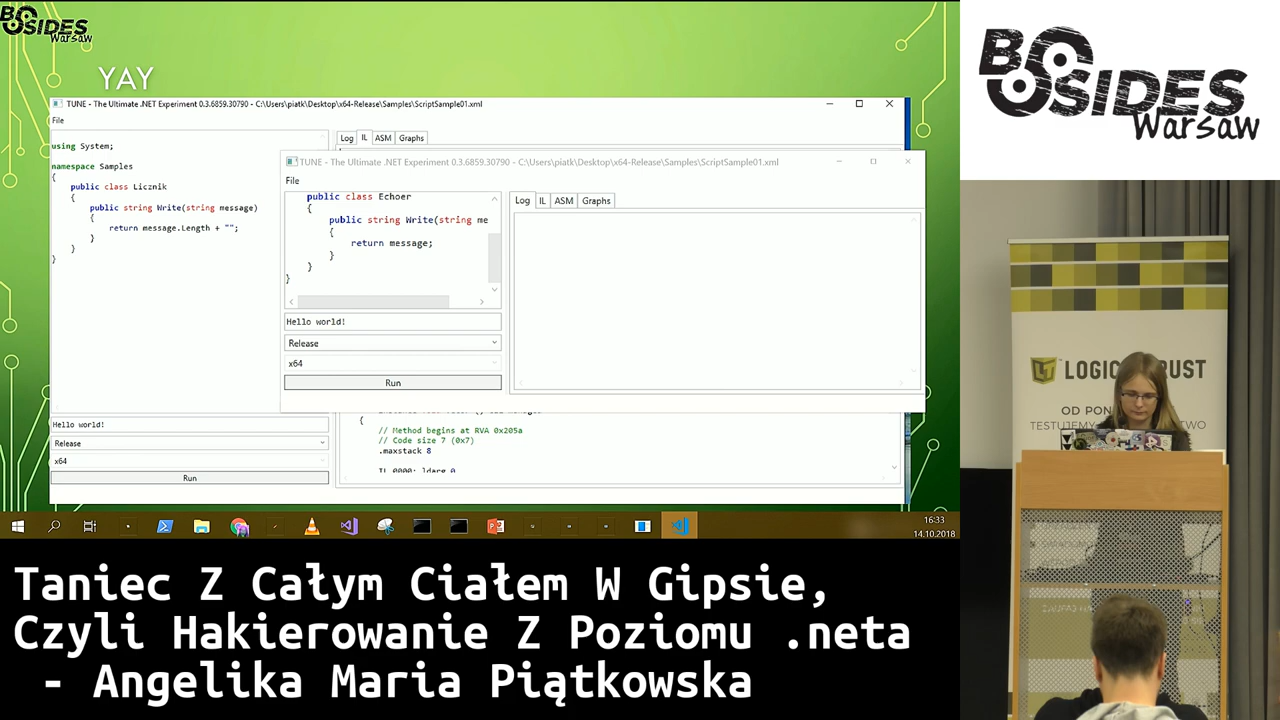 BSIDES
Warsaw
YAY
TUNE - The Ultimate .NET Experiment 0.3.6859.30790 - C:\Users\piatk\Desktop\x64-Release\Samples\ScriptSample01.xml
File
using System;
namespace Samples
{
public class Licznik
{
public string Write(string message)
{
return message.Length + "";
}
}
}
Hello world!
Release
x64
Run
Log IL ASM Graphs
{
// Method begins at RVA 0x205a
// Code size 7 (0x7)
.maxstack 8
IL_0000: ldarg.0
TUNE - The Ultimate .NET Experiment 0.3.6859.30790 - C:\Users\piatk\Desktop\x64-Release\Samples\ScriptSample01.xml
File
public class Echoer
{
public string Write(string me
{
return message;
}
}
}
Hello world!
Release
x64
Run
Log IL ASM Graphs
16:33
14.10.2018
BSIDES
Warsaw
OD PON
TESTUJEMY
Taniec Z Całym Ciałem W Gipsie,
Czyli Hakierowanie Z Poziomu .neta
- Angelika Maria Piątkowska